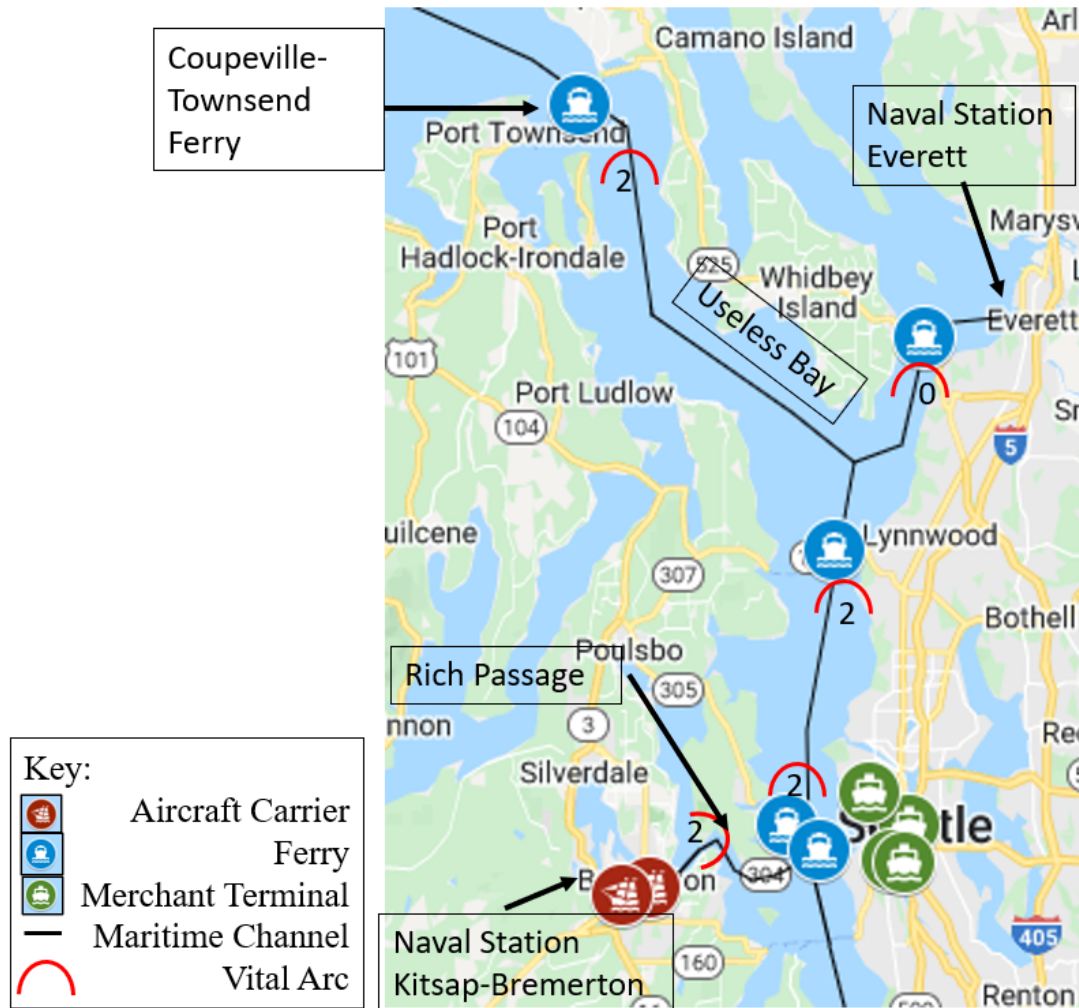 Coupeville-
Townsend
Ferry
Camano Island
Naval Station
Everett
Port Townsend
2
Port
Hadlock-Irondale
525
Whidbey
Island
Useless Bay
Everett
101
0
Port Ludlow
104
5
Lynnwood
307
2
Bothell
Poulsbo
Rich Passage
305
3
Silverdale
2
2
304
405
Naval Station
Kitsap-Bremerton
160
Renton
Key:
Aircraft Carrier
Ferry
Merchant Terminal
Maritime Channel
Vital Arc